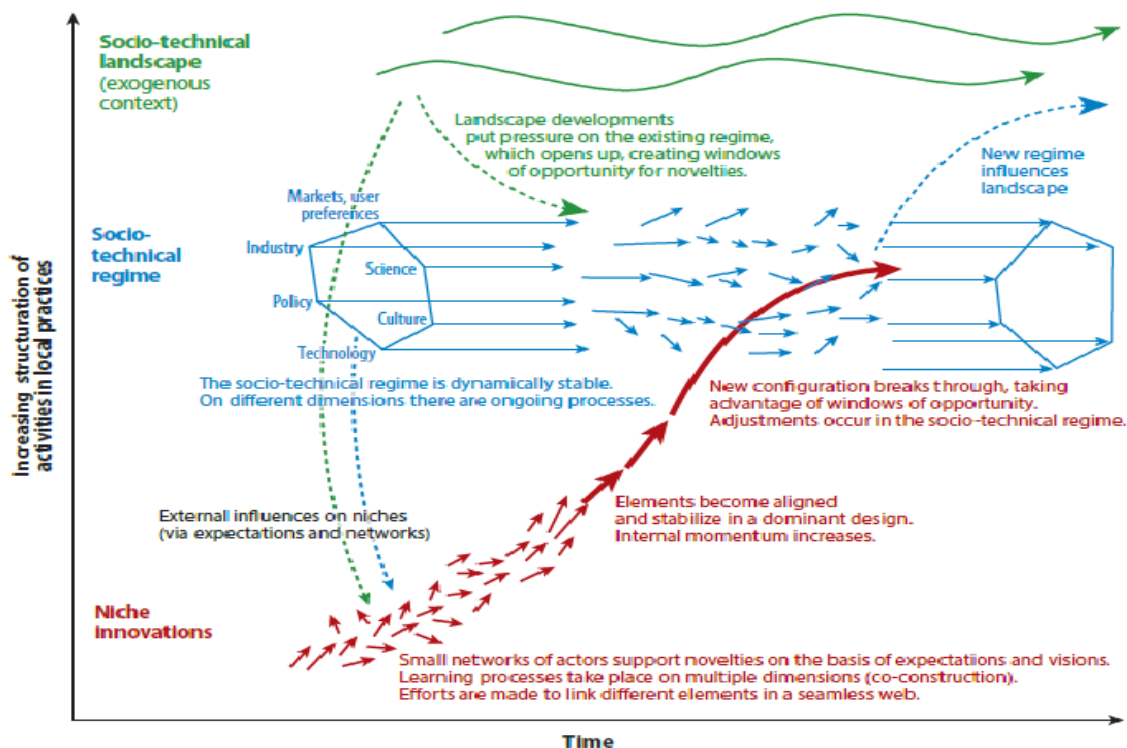 Socio-technical
landscape
(exogenous
context)
Landscape developments
put pressure on the existing regime,
which opens up, creating windows
of opportunity for novelties.
New regime
influences
landscape
Markets, user
preferences
Socio-
technical
regime
Industry
Science
Policy
Culture
Technology
The socio-technical regime is dynamically stable.
On different dimensions there are ongoing processes.
New configuration breaks through, taking
advantage of windows of opportunity.
Adjustments occur in the socio-technical regime.
Increasing structuration of
activities in local practices
External influences on niches
(via expectations and networks)
Elements become aligned
and stabilize in a dominant design.
Internal momentum increases.
Niche
innovations
Small networks of actors support novelties on the basis of expectatiions and visions.
Learning processes take place on multiple dimensions (co-construction).
Efforts are made to link different elements in a seamless web.
Time